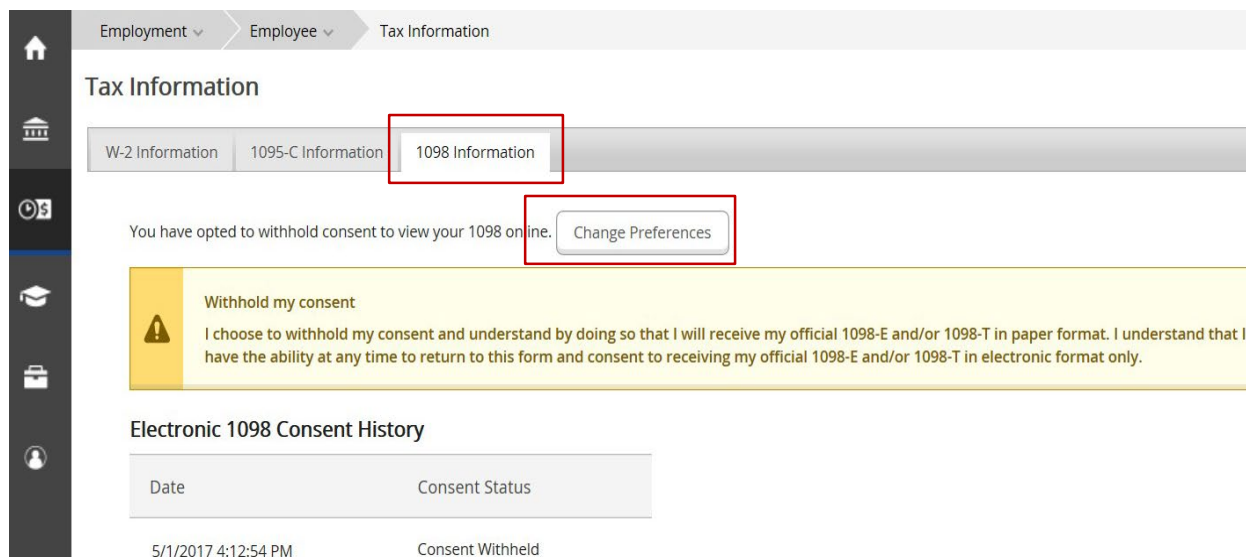 Employment Employee Tax Information
Tax Information
W-2 Information 1095-C Information 1098 Information
You have opted to withhold consent to view your 1098 online. Change Preferences
Withhold my consent
I choose to withhold my consent and understand by doing so that I will receive my official 1098-E and/or 1098-T in paper format. I understand that I
have the ability at any time to return to this form and consent to receiving my official 1098-E and/or 1098-T in electronic format only.
Electronic 1098 Consent History
Date Consent Status
5/1/2017 4:12:54 PM Consent Withheld